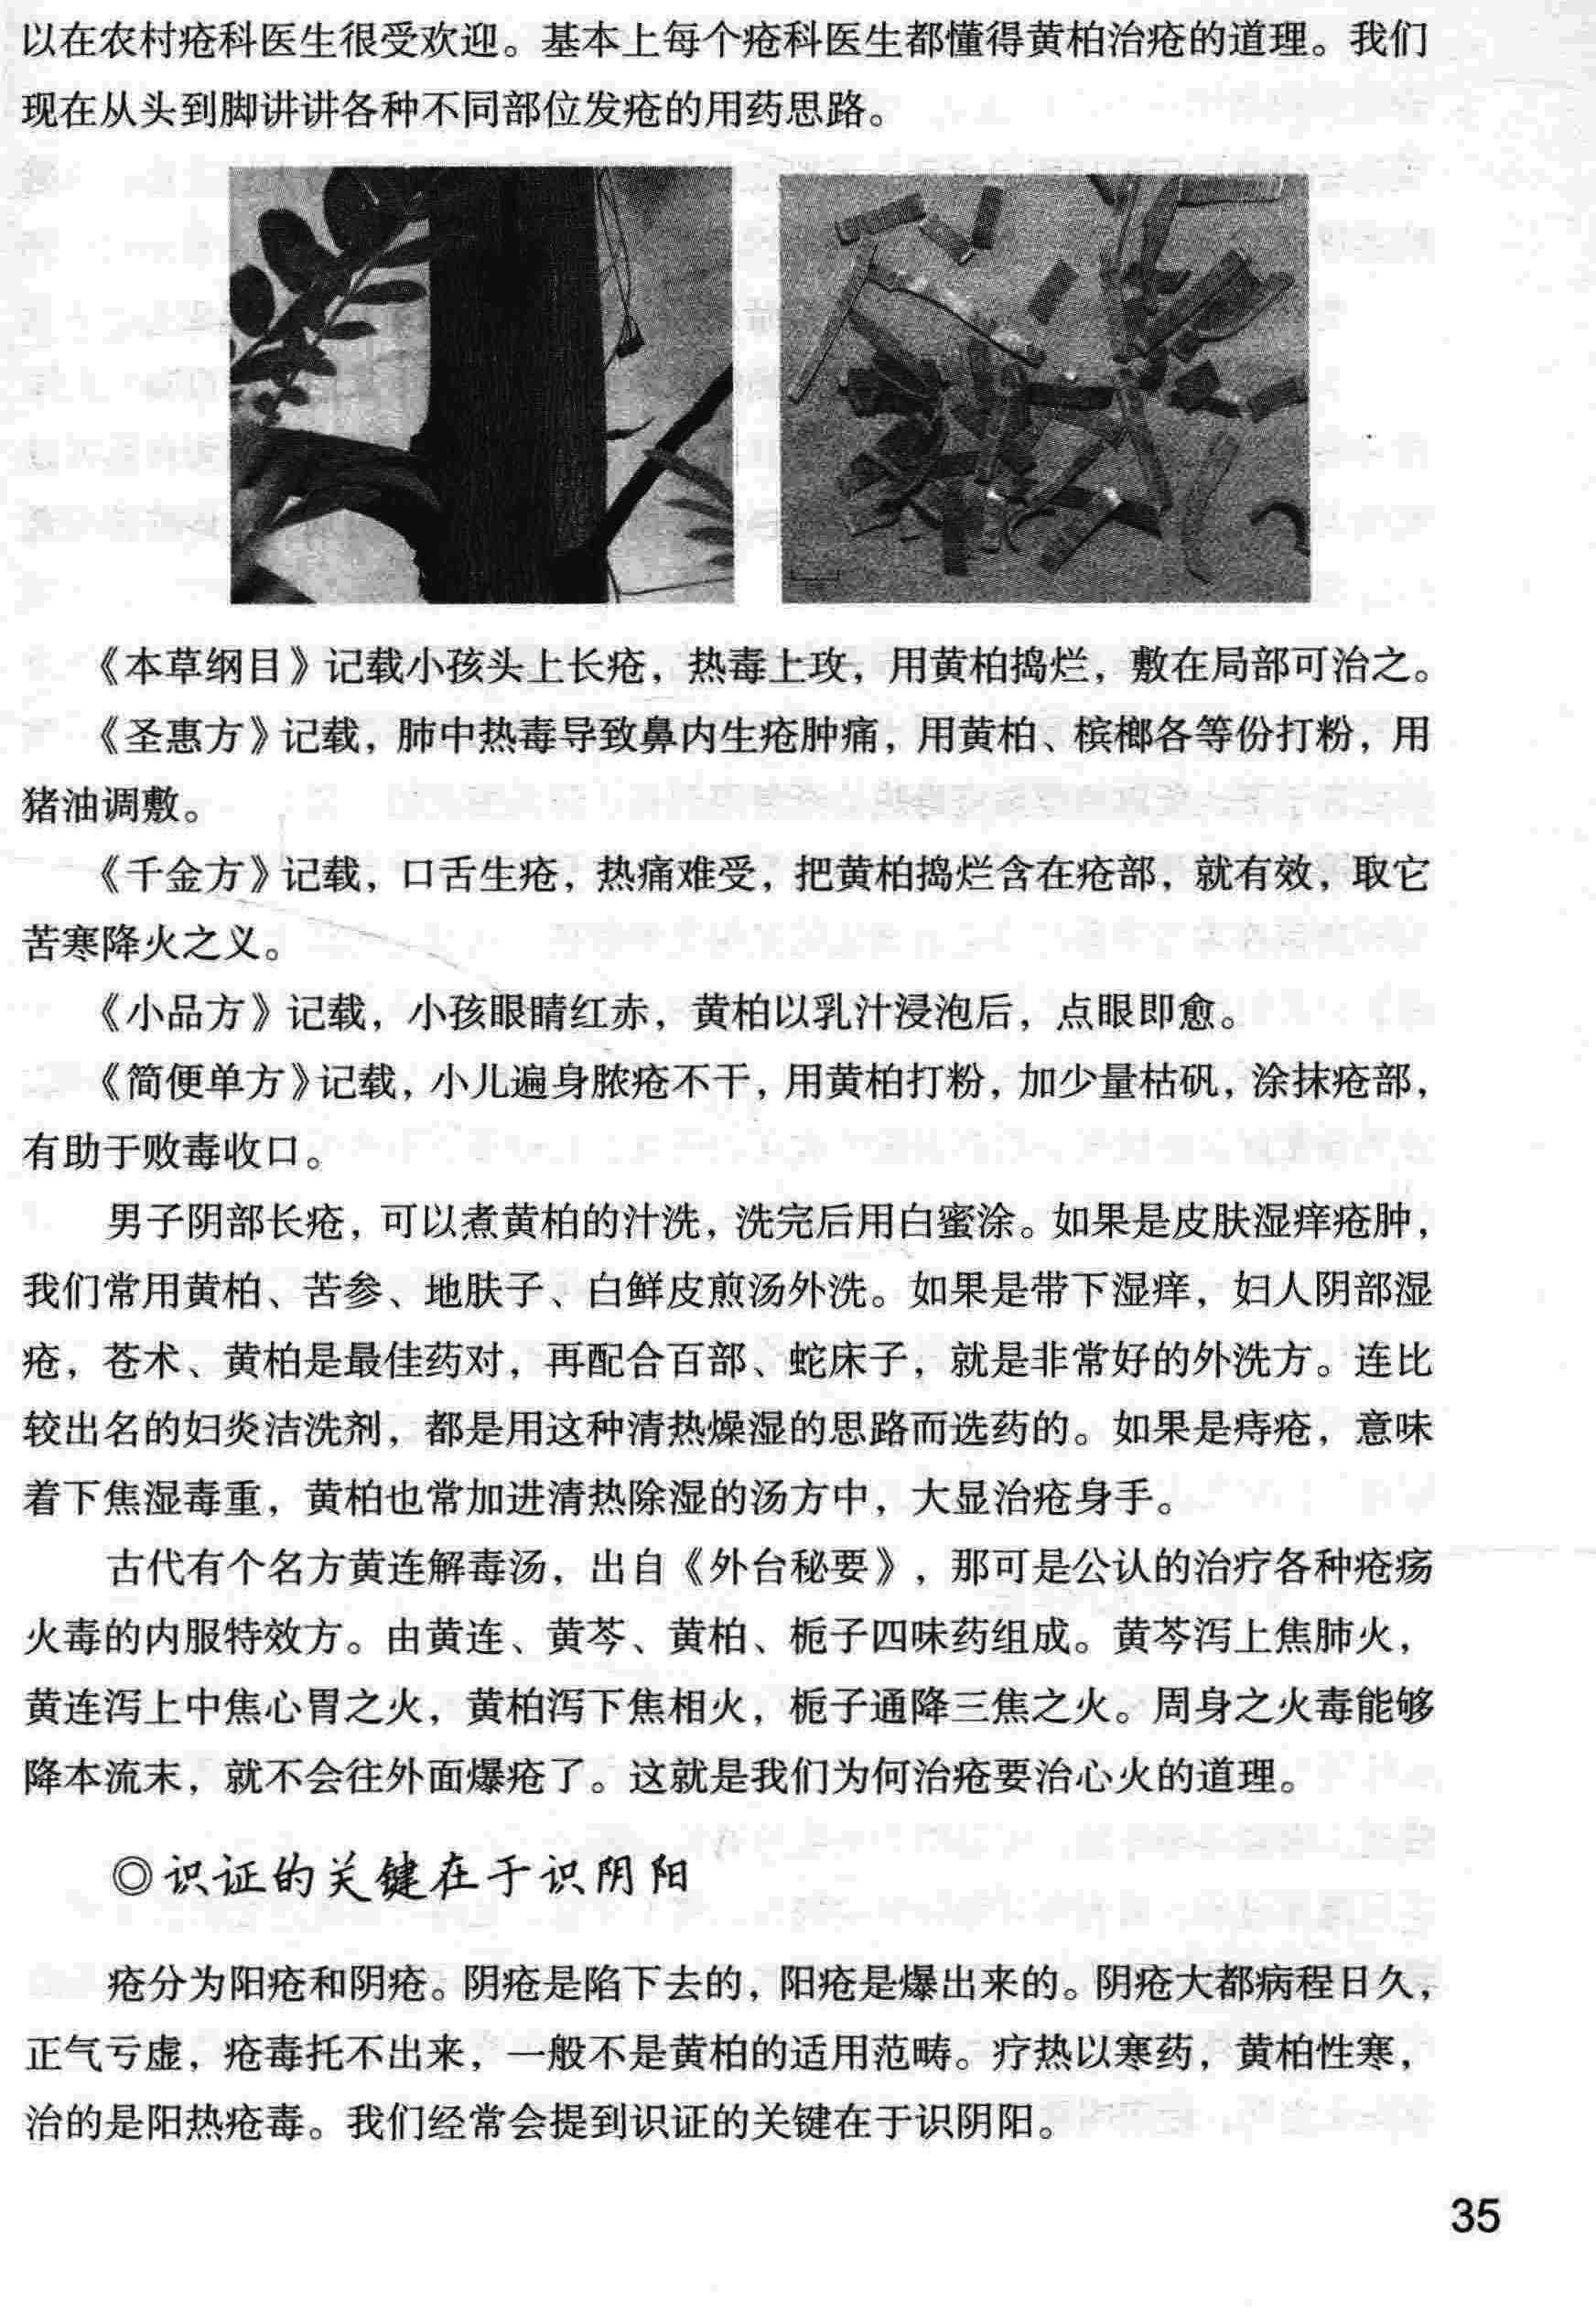 以在农村疮科医生很受欢迎。基本上每个疮科医生都懂得黄柏治疮的道理。我们
现在从头到脚讲讲各种不同部位发疮的用药思路。
《本草纲目》记载小孩头上长疮，热毒上攻，用黄柏捣烂，敷在局部可治之。
《圣惠方》记载，肺中热毒导致鼻内生疮肿痛，用黄柏、槟榔各等份打粉，用
猪油调敷。
《千金方》记载，口舌生疮，热痛难受，把黄柏捣烂含在疮部，就有效，取它
苦寒降火之义。
《小品方》记载，小孩眼睛红赤，黄柏以乳汁浸泡后，点眼即愈。
《简便单方》记载，小儿遍身脓疮不干，用黄柏打粉，加少量枯矾，涂抹疮部，
有助于败毒收口。
男子阴部长疮，可以煮黄柏的汁洗，洗完后用白蜜涂。如果是皮肤湿痒疮肿，
我们常用黄柏、苦参、地肤子、白鲜皮煎汤外洗。如果是带下湿痒，妇人阴部湿
疮，苍术、黄柏是最佳药对，再配合百部、蛇床子，就是非常好的外洗方。连比
较出名的妇炎洁洗剂，都是用这种清热燥湿的思路而选药的。如果是痔疮，意味
着下焦湿毒重，黄柏也常加进清热除湿的汤方中，大显治疮身手。
古代有个名方黄连解毒汤，出自《外台秘要》，那可是公认的治疗各种疮疡
火毒的内服特效方。由黄连、黄芩、黄柏、栀子四味药组成。黄芩泻上焦肺火，
黄连泻上中焦心胃之火，黄柏泻下焦相火，栀子通降三焦之火。周身之火毒能够
降本流末，就不会往外面爆疮了。这就是我们为何治疮要治心火的道理。
◎识证的关键在于识阴阳
疮分为阳疮和阴疮。阴疮是陷下去的，阳疮是爆出来的。阴疮大都病程日久，
正气亏虚，疮毒托不出来，一般不是黄柏的适用范畴。疗热以寒药，黄柏性寒，
治的是阳热疮毒。我们经常会提到识证的关键在于识阴阳。
35